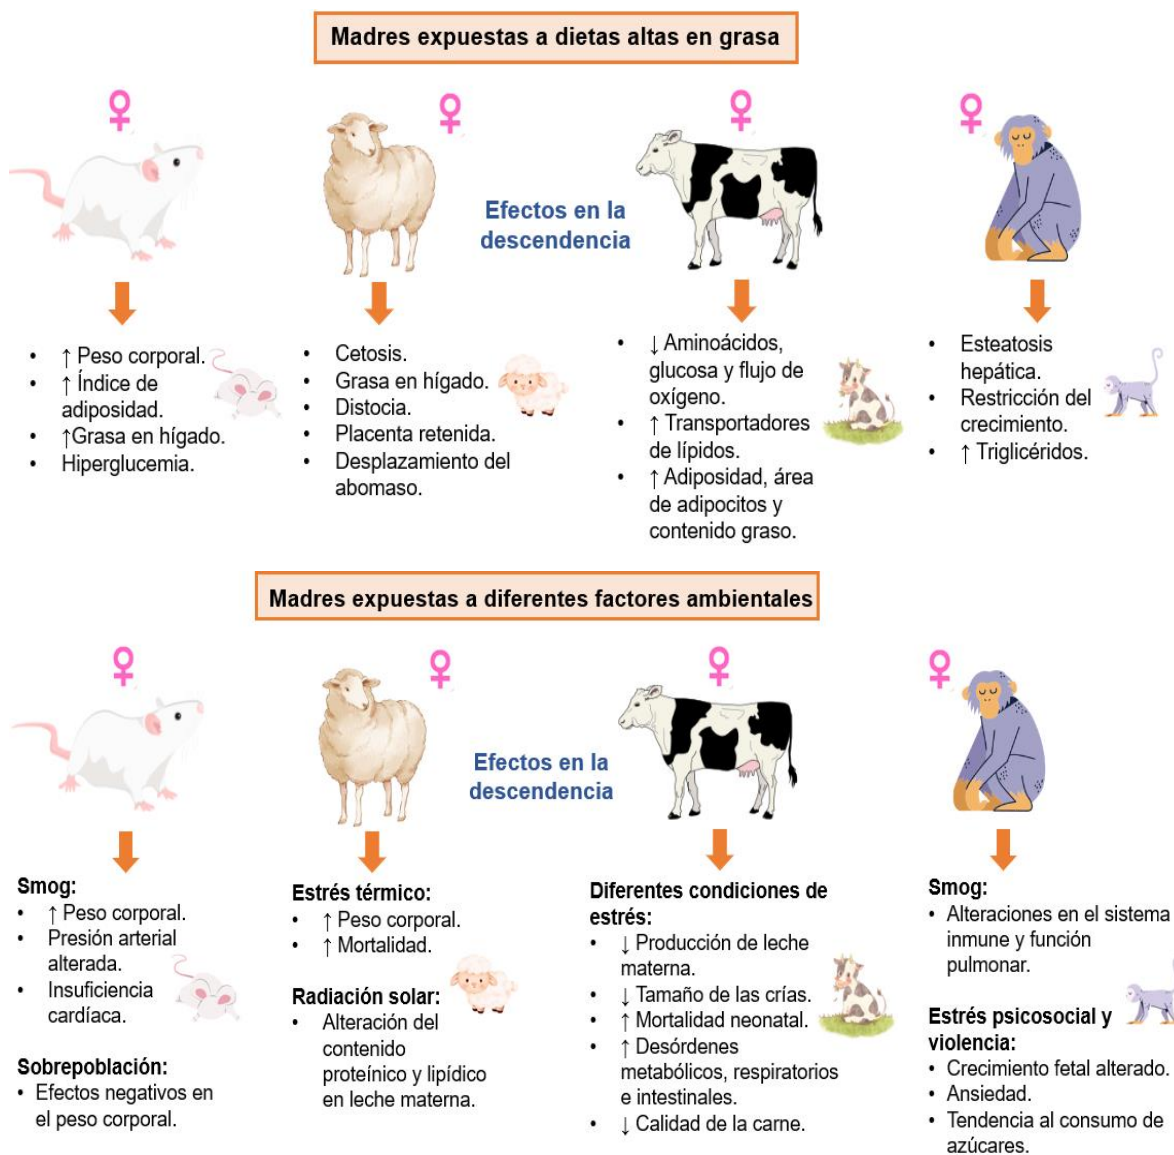 Madres expuestas a dietas altas en grasa
Efectos en la
descendencia
• ↑ Peso corporal.
• ↑ Índice de
adiposidad.
• ↑Grasa en hígado.
• Hiperglucemia.
• Cetosis.
• Grasa en hígado.
• Distocia.
• Placenta retenida.
• Desplazamiento del
abomaso.
• ↓ Aminoácidos,
glucosa y flujo de
oxígeno.
• ↑ Transportadores
de lípidos.
• ↑ Adiposidad, área
de adipocitos y
contenido graso.
• Esteatosis
hepática.
• Restricción del
crecimiento.
• ↑ Triglicéridos.
Madres expuestas a diferentes factores ambientales
Efectos en la
descendencia
Smog:
• ↑ Peso corporal.
• Presión arterial
alterada.
• Insuficiencia
cardíaca.
Sobrepoblación:
• Efectos negativos en
el peso corporal.
Estrés térmico:
• ↑ Peso corporal.
• ↑ Mortalidad.
Radiación solar:
• Alteración del
contenido
proteínico y lipídico
en leche materna.
Diferentes condiciones de
estrés:
• ↓ Producción de leche
materna.
• ↓ Tamaño de las crías.
• ↑ Mortalidad neonatal.
• ↑ Desórdenes
metabólicos, respiratorios
e intestinales.
• ↓ Calidad de la carne.
Smog:
• Alteraciones en el sistema
inmune y función
pulmonar.
Estrés psicosocial y
violencia:
• Crecimiento fetal alterado.
• Ansiedad.
• Tendencia al consumo de
azúcares.